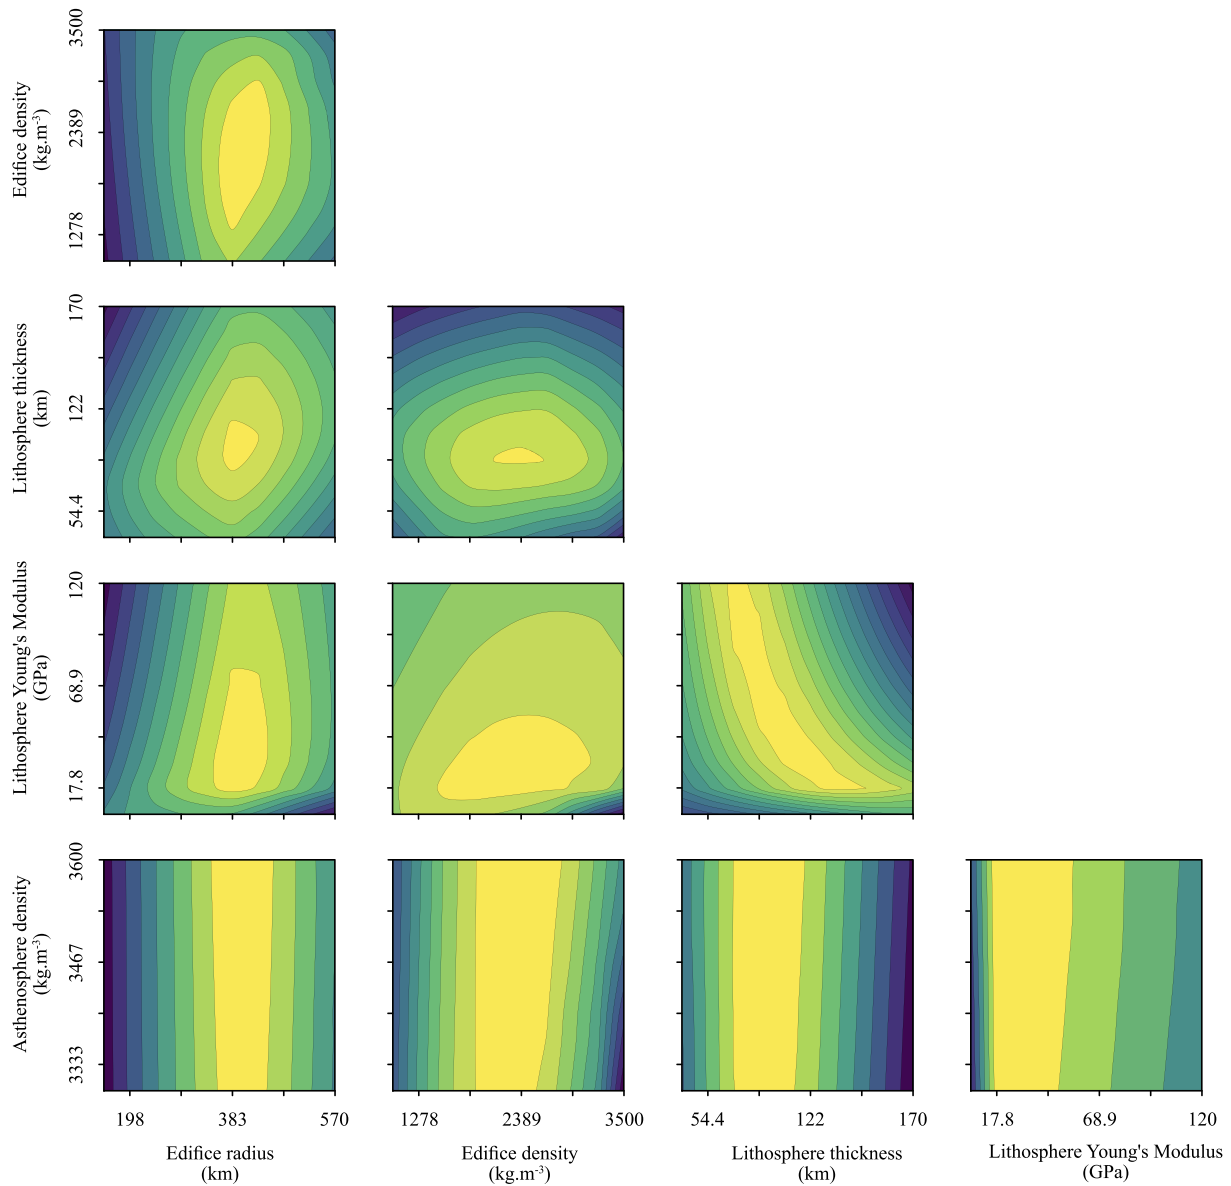 3500
2389
1278
Edifice density
(kg.m-3)
170
122
54.4
Lithosphere thickness
(km)
120
68.9
17.8
Lithosphere Young's Modulus
(GPa)
3600
3467
3333
Asthenosphere density
(kg.m-3)
198 383 570 1278 2389 3500 54.4 122 170 17.8 68.9 120
Edifice radius Edifice density Lithosphere thickness Lithosphere Young's Modulus
(km) (kg.m-3) (km) (GPa)